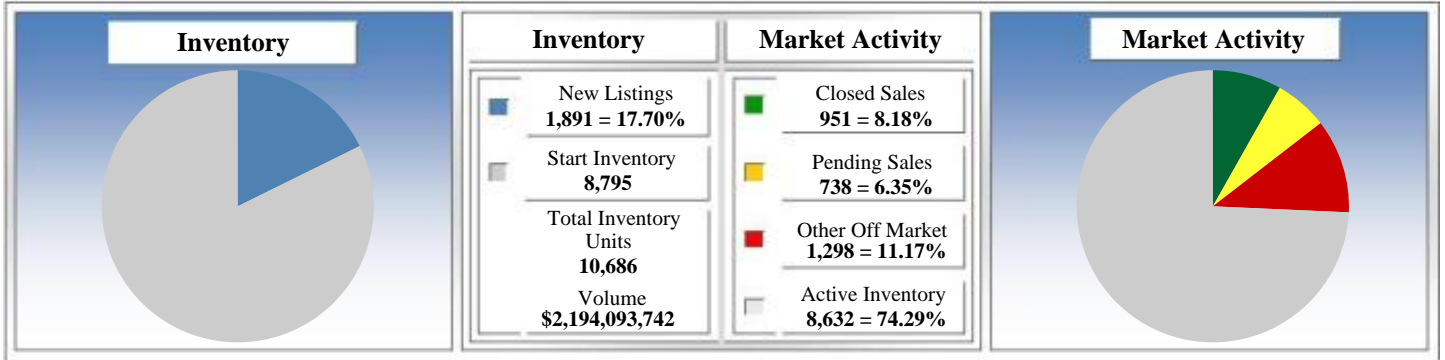 Inventory
Inventory
Market Activity
New Listings
1,891 = 17.70%
Start Inventory
8,795
Total Inventory
Units
10,686
Volume
$2,194,093,742
Closed Sales
951 = 8.18%
Pending Sales
738 = 6.35%
Other Off Market
1,298 = 11.17%
Active Inventory
8,632 = 74.29%
Market Activity